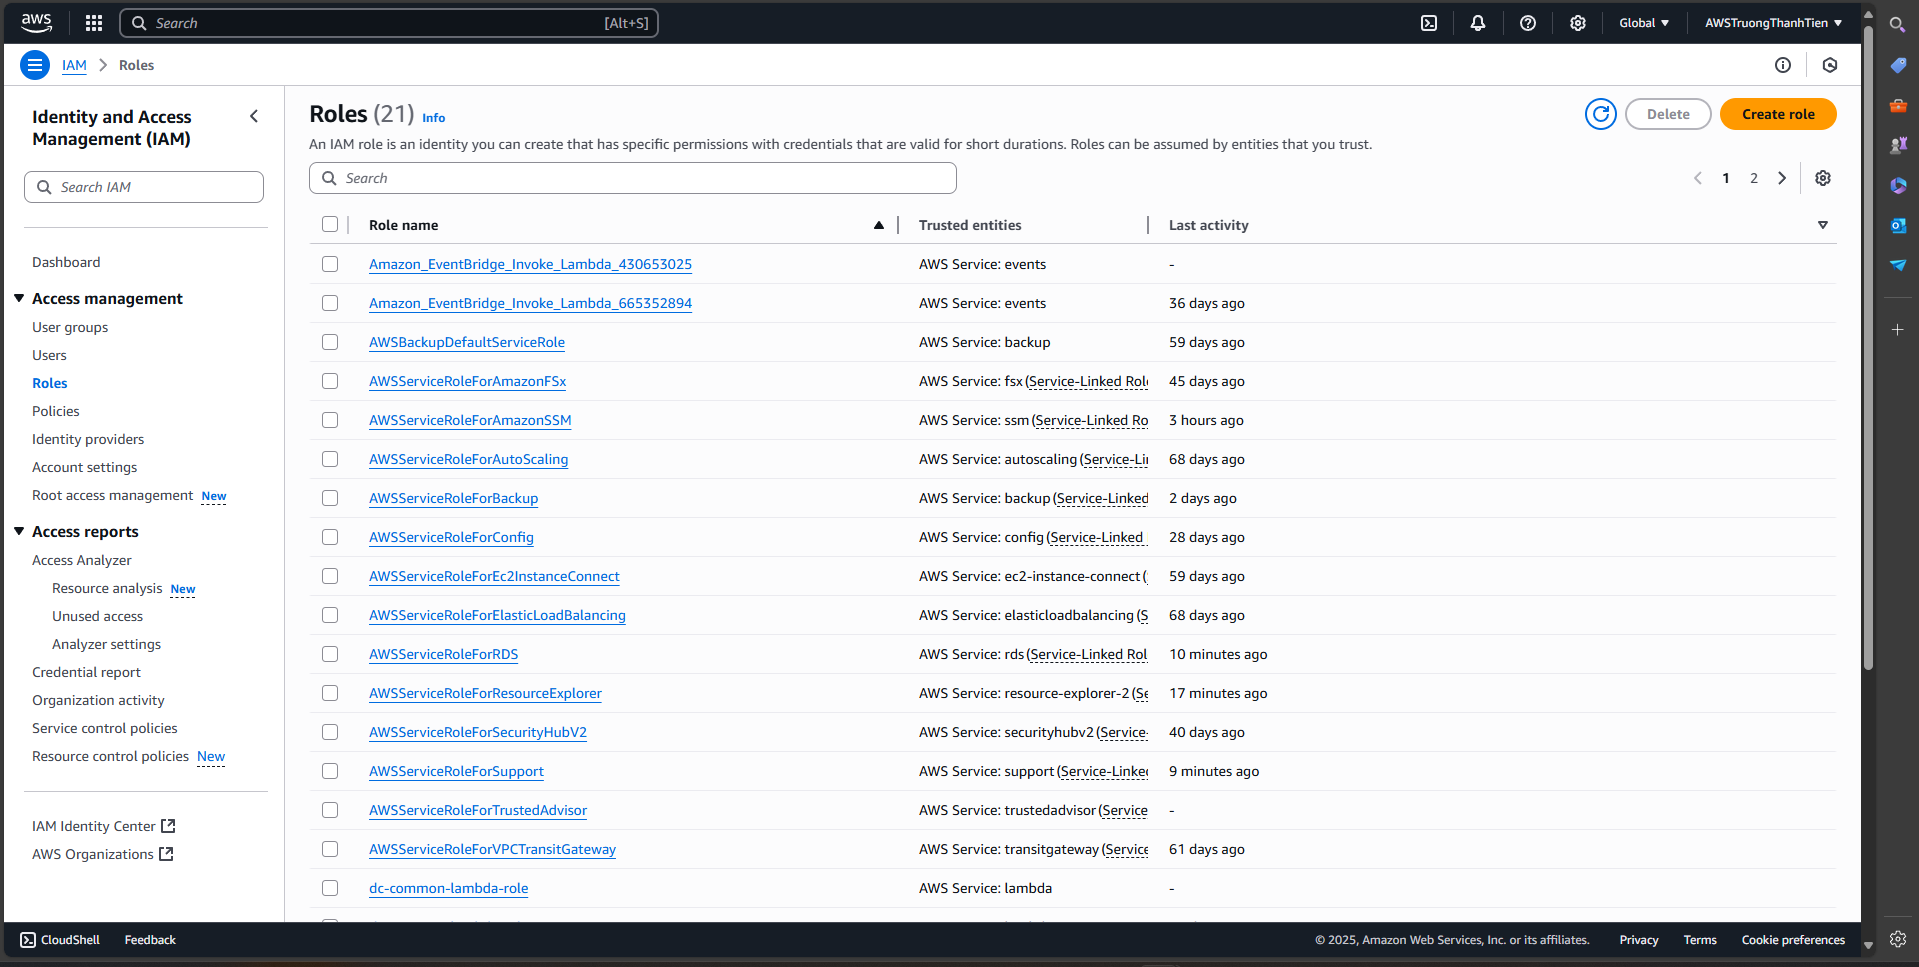 aws Search [Alt+S] Global AWSTruongThanhTien
IAM > Roles
Identity and Access
Management (IAM)
Search IAM
Dashboard
Access management
User groups
Users
Roles
Policies
Identity providers
Account settings
Root access management New
Access reports
Access Analyzer
Resource analysis New
Unused access
Analyzer settings
Credential report
Organization activity
Service control policies
Resource control policies New
IAM Identity Center
AWS Organizations
Roles (21) Info
Delete
Create role
An IAM role is an identity you can create that has specific permissions with credentials that are valid for short durations. Roles can be assumed by entities that you trust.
Search
1 2
Role name Trusted entities Last activity
Amazon_EventBridge_Invoke_Lambda_430653025 AWS Service: events -
Amazon_EventBridge_Invoke_Lambda_665352894 AWS Service: events 36 days ago
AWSBackupDefaultServiceRole AWS Service: backup 59 days ago
AWSServiceRoleForAmazonFSx AWS Service: fsx (Service-Linked Role 45 days ago
AWSServiceRoleForAmazonSSM AWS Service: ssm (Service-Linked Ro 3 hours ago
AWSServiceRoleForAutoScaling AWS Service: autoscaling (Service-Li 68 days ago
AWSServiceRoleForBackup AWS Service: backup (Service-Linked 2 days ago
AWSServiceRoleForConfig AWS Service: config (Service-Linked 28 days ago
AWSServiceRoleForEc2InstanceConnect AWS Service: ec2-instance-connect ( 59 days ago
AWSServiceRoleForElasticLoadBalancing AWS Service: elasticloadbalancing (S 68 days ago
AWSServiceRoleForRDS AWS Service: rds (Service-Linked Rol 10 minutes ago
AWSServiceRoleForResourceExplorer AWS Service: resource-explorer-2 (Se 17 minutes ago
AWSServiceRoleForSecurityHubV2 AWS Service: securityhubv2 (Service- 40 days ago
AWSServiceRoleForSupport AWS Service: support (Service-Linked 9 minutes ago
AWSServiceRoleForTrustedAdvisor AWS Service: trustedadvisor (Service -
AWSServiceRoleForVPCTransitGateway AWS Service: transitgateway (Service 61 days ago
dc-common-lambda-role AWS Service: lambda -
CloudShell Feedback © 2025, Amazon Web Services, Inc. or its affiliates. Privacy Terms Cookie preferences